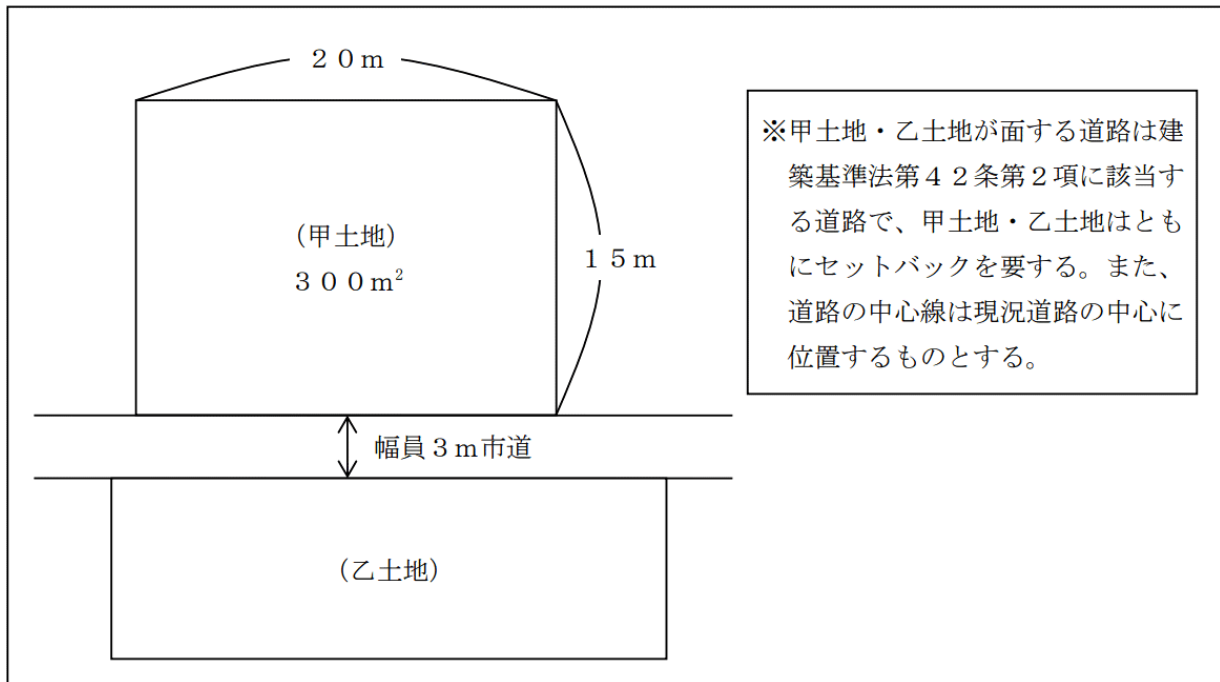 ２０ｍ
（甲土地）
３００ｍ²
１５ｍ
※甲土地・乙土地が面する道路は建
築基準法第４２条第２項に該当す
る道路で、甲土地・乙土地はとも
にセットバックを要する。また、
道路の中心線は現況道路の中心に
位置するものとする。
幅員３ｍ市道
（乙土地）